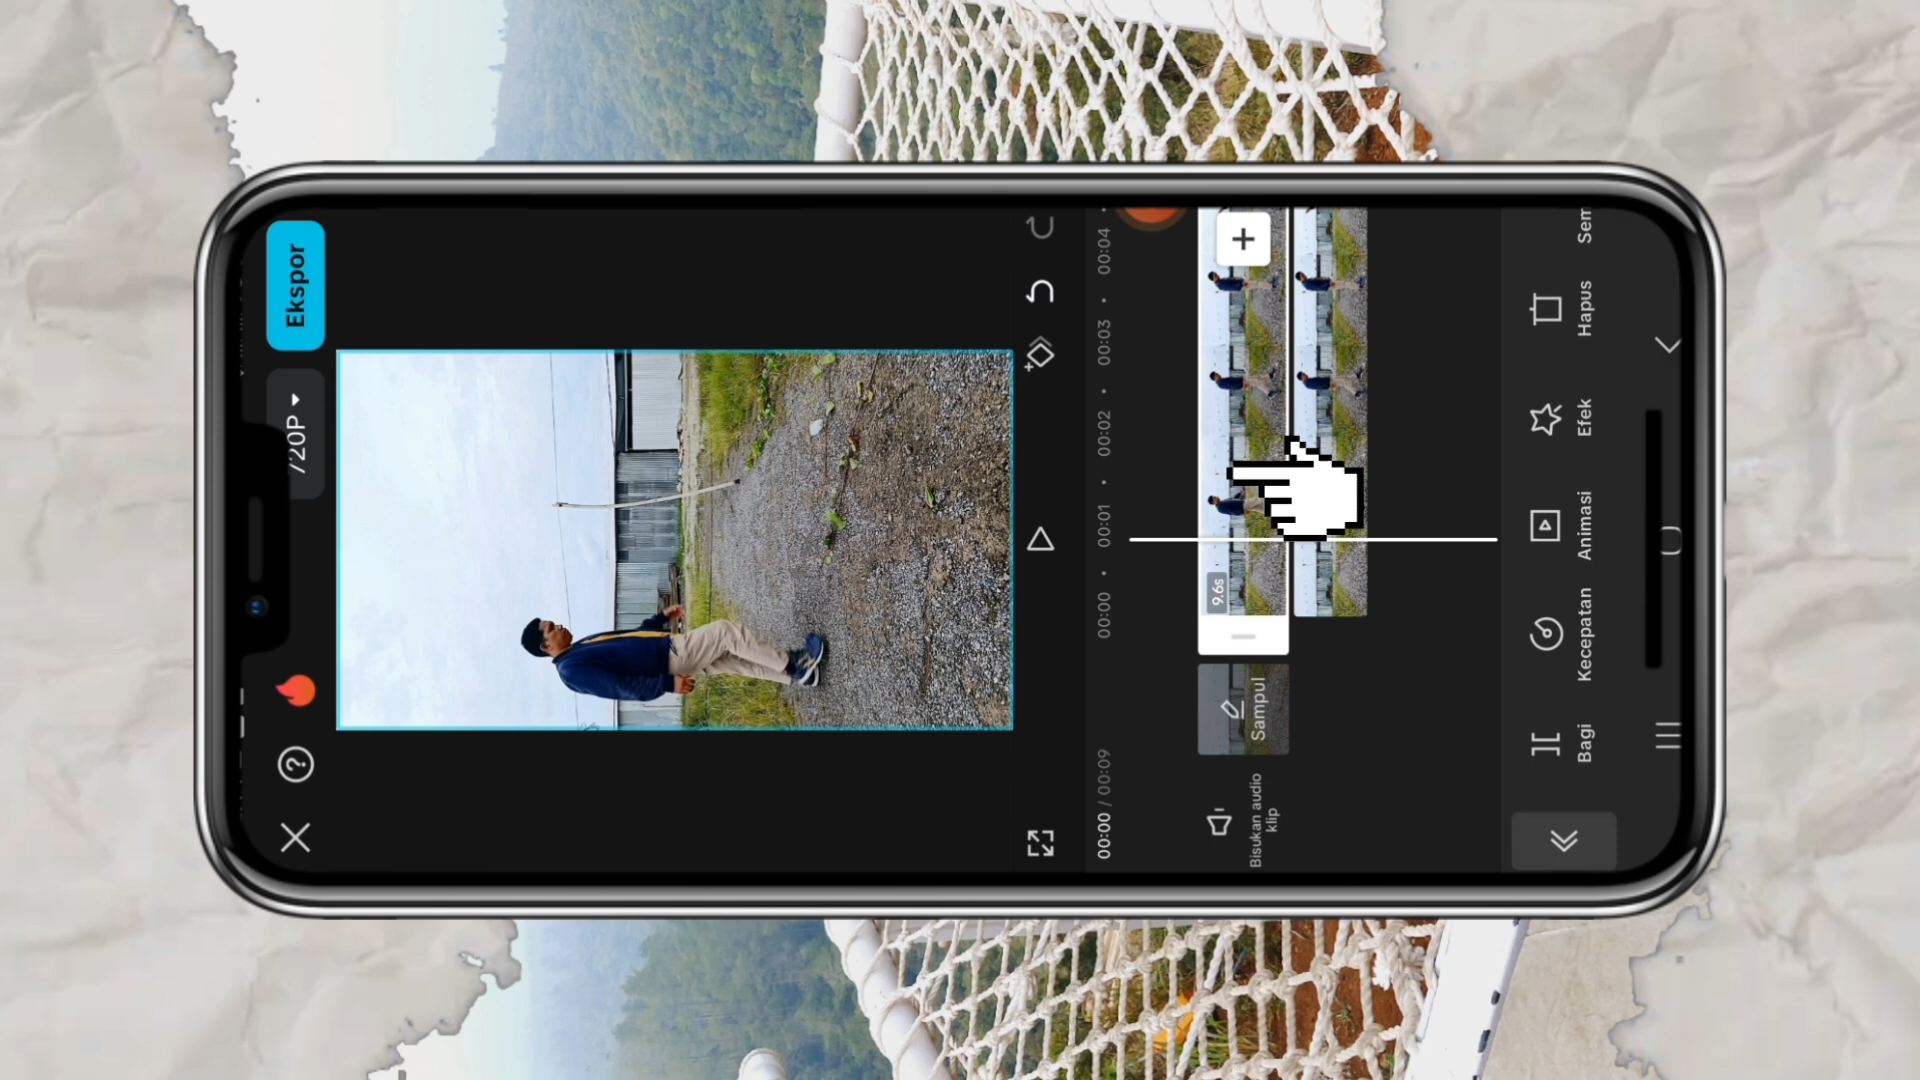 720P
Ekspor
00:00 / 00:09
00:00
00:01
00:02
00:03
00:04
Bisukan audio
klip
Sampul
9.6s
Bagi
Kecepatan
Animasi
Efek
Hapus
Sem